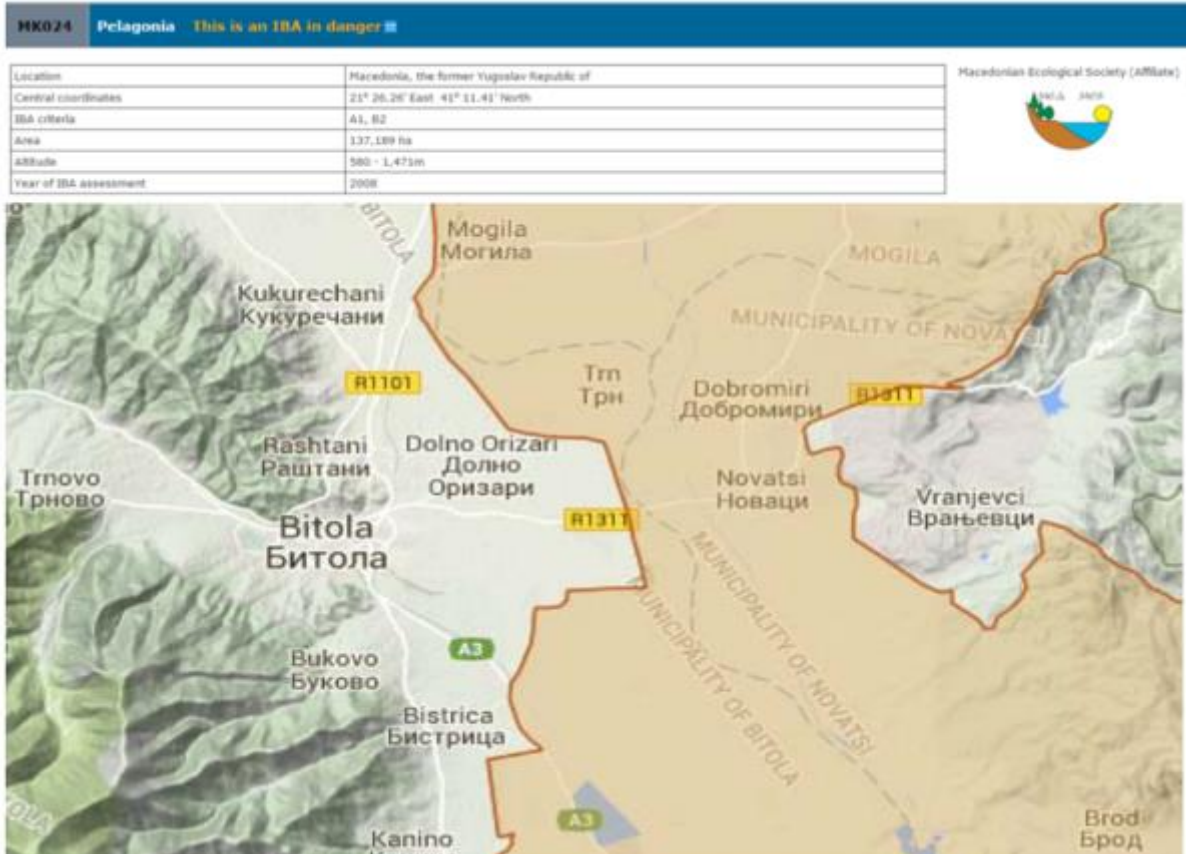 MK024 Pelagonia This is an IBA in danger
Location Macedonia, the former Yugoslav Republic of
Macedonian Ecological Society (Affiliate)
Central coordinates 21° 26.26' East 41° 11.41' North
IBA criteria A1, B2
Area 137,189 ha
Altitude 580 - 1,471m
Year of IBA assessment 2008
BITOLA
Mogila
Могила
MOGILA
Kukurechani
Кукуречани
MUNICIPALITY OF NOVATSI
R1101
Trn
Трн
Dobromiri
Добромири
R1311
Rashtani
Раштани
Dolno Orizari
Долно
Оризари
Trnovo
Трново
Novatsi
Новаци
Vranjevci
Врањевци
Bitola
Битола
R1311
MUNICIPALITY OF NOVATSI
MUNICIPALITY OF BITOLA
A3
Bukovo
Буково
Bistrica
Бистрица
OLA
A3
Brod
Брод
Kanino